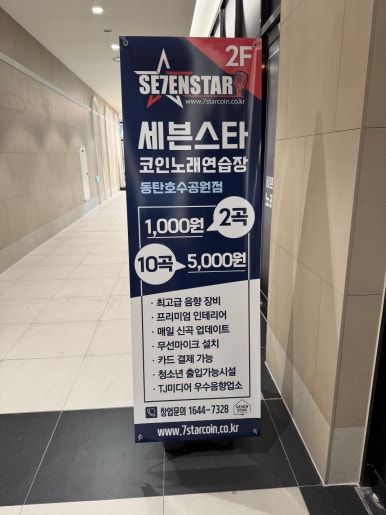 2F
SE7ENSTAR
www.7starcoin.co.kr
세븐스타
코인노래연습장
동탄호수공원점
1,000원 2곡
10곡 5,000원
· 최고급 음향 장비
· 프리미엄 인테리어
· 매일 신곡 업데이트
· 무선마이크 설치
· 카드 결제 가능
· 청소년 출입가능시설
· TJ미디어 우수음향업소
창업문의 1644-7328
SEVEN STAR
www.7starcoin.co.kr